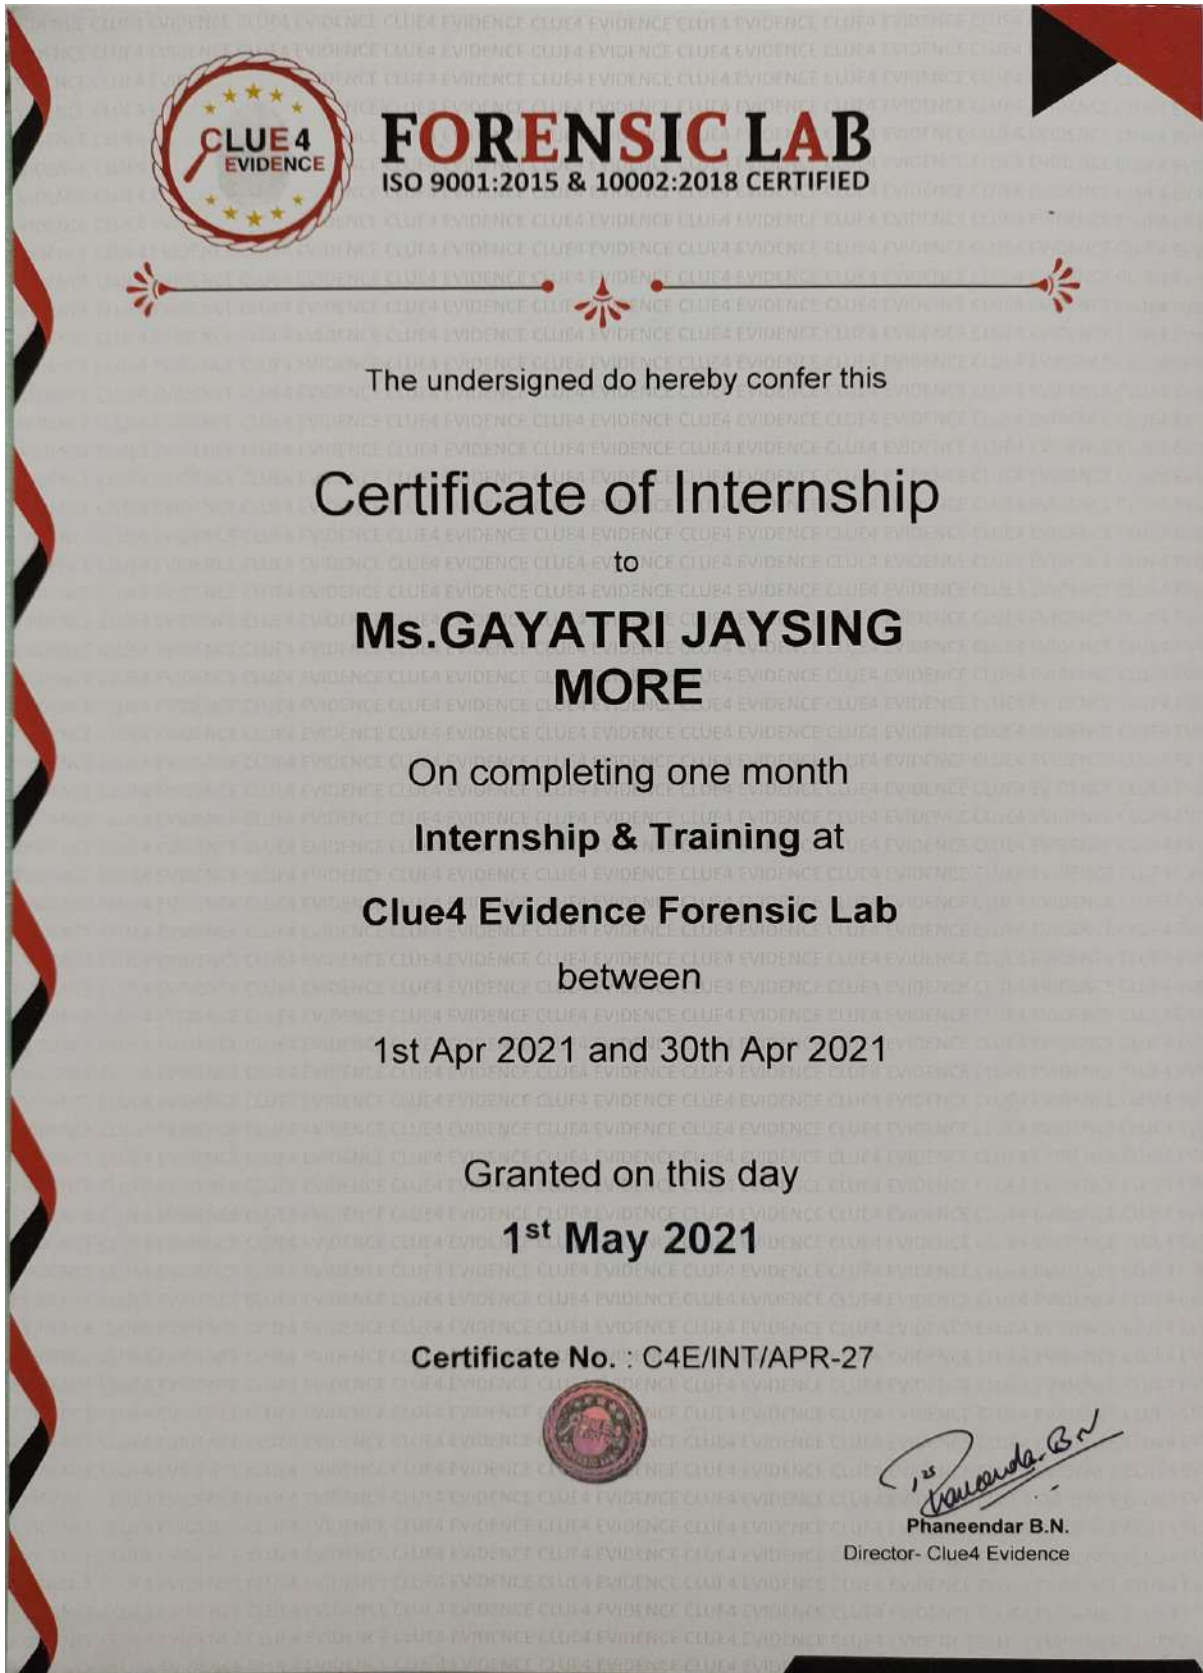 CLUE 4
EVIDENCE
FORENSIC LAB
ISO 9001:2015 & 10002:2018 CERTIFIED
The undersigned do hereby confer this
Certificate of Internship
to
Ms.GAYATRI JAYSING
MORE
On completing one month
Internship & Training at
Clue4 Evidence Forensic Lab
between
1st Apr 2021 and 30th Apr 2021
Granted on this day
1st May 2021
Certificate No. : C4E/INT/APR-27
Phaneendar B.N.
Director- Clue4 Evidence